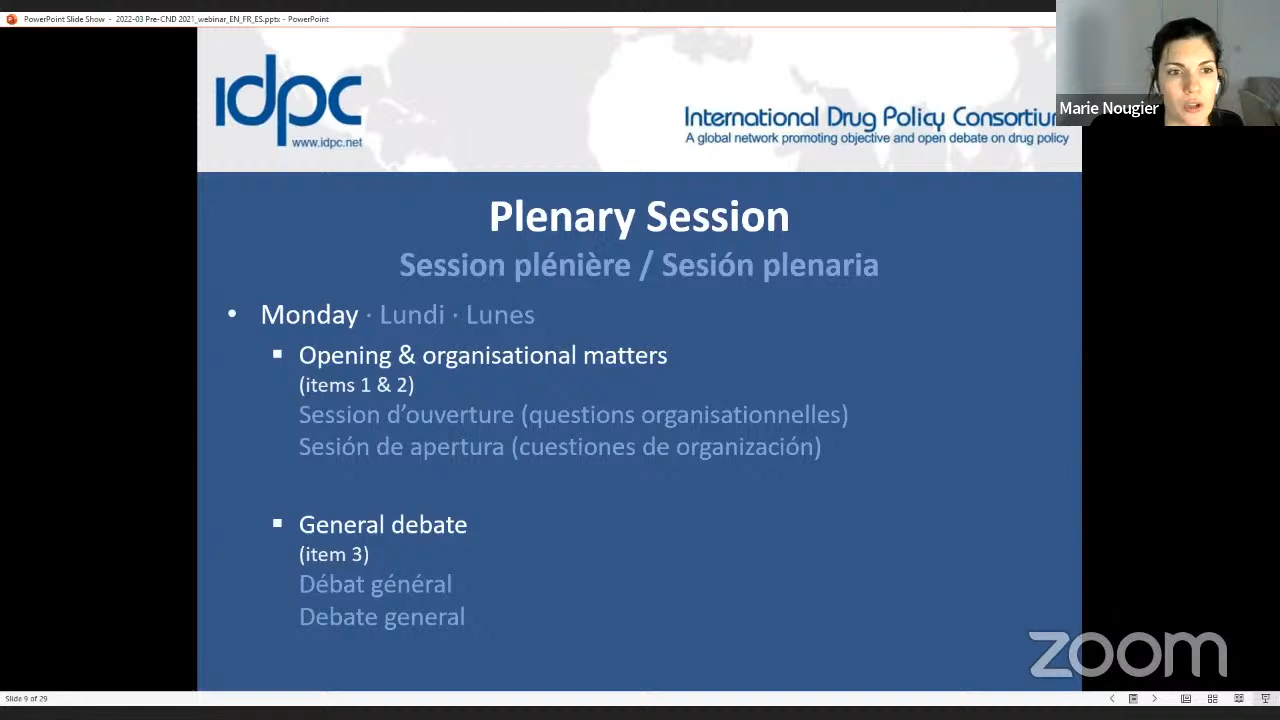 PowerPoint Slide Show - 2022-03 Pre-CND 2021_webinar_EN_FR_ES.pptx - PowerPoint
idpc
www.idpc.net
International Drug Policy Consortiu
A global network promoting objective and open debate on drug policy
Marie Nougier
Plenary Session
Session plénière / Sesión plenaria
• Monday · Lundi · Lunes
▪ Opening & organisational matters
(items 1 & 2)
Session d’ouverture (questions organisationnelles)
Sesión de apertura (cuestiones de organización)
▪ General debate
(item 3)
Débat général
Debate general
zoom
Slide 9 of 29